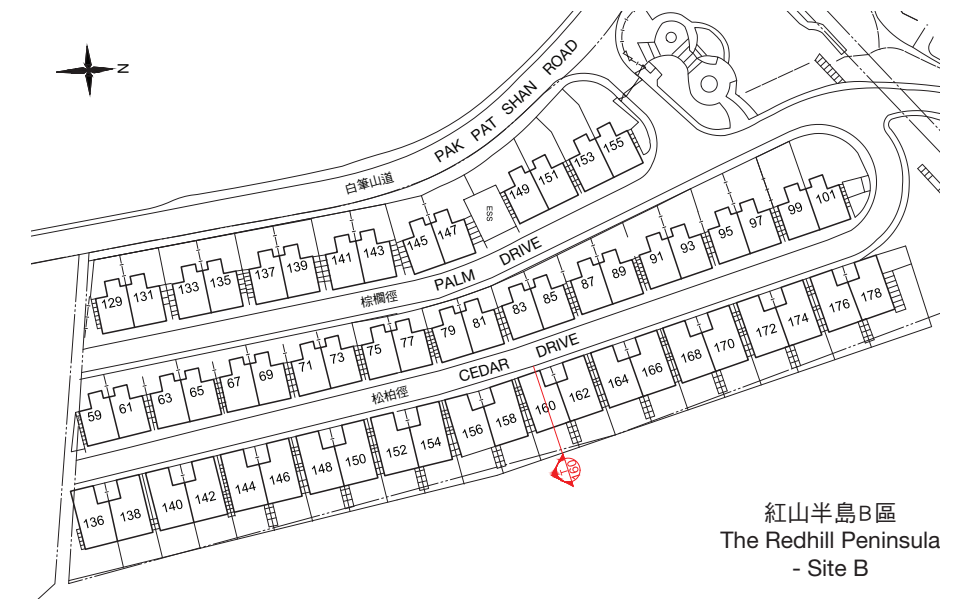 N
PAK PAT SHAN ROAD
白筆山道
149 151 153 155
ESS
129 131 133 135 137 139 141 143 145 147
PALM DRIVE
棕櫚徑
59 61 63 65 67 69 71 73 75 77 79 81 83 85 87 89 91 93 95 97 99 101
CEDAR DRIVE
松柏徑
136 138 140 142 144 146 148 150 152 154 156 158 160 162 164 166 168 170 172 174 176 178
紅山半島B區
The Redhill Peninsula
- Site B